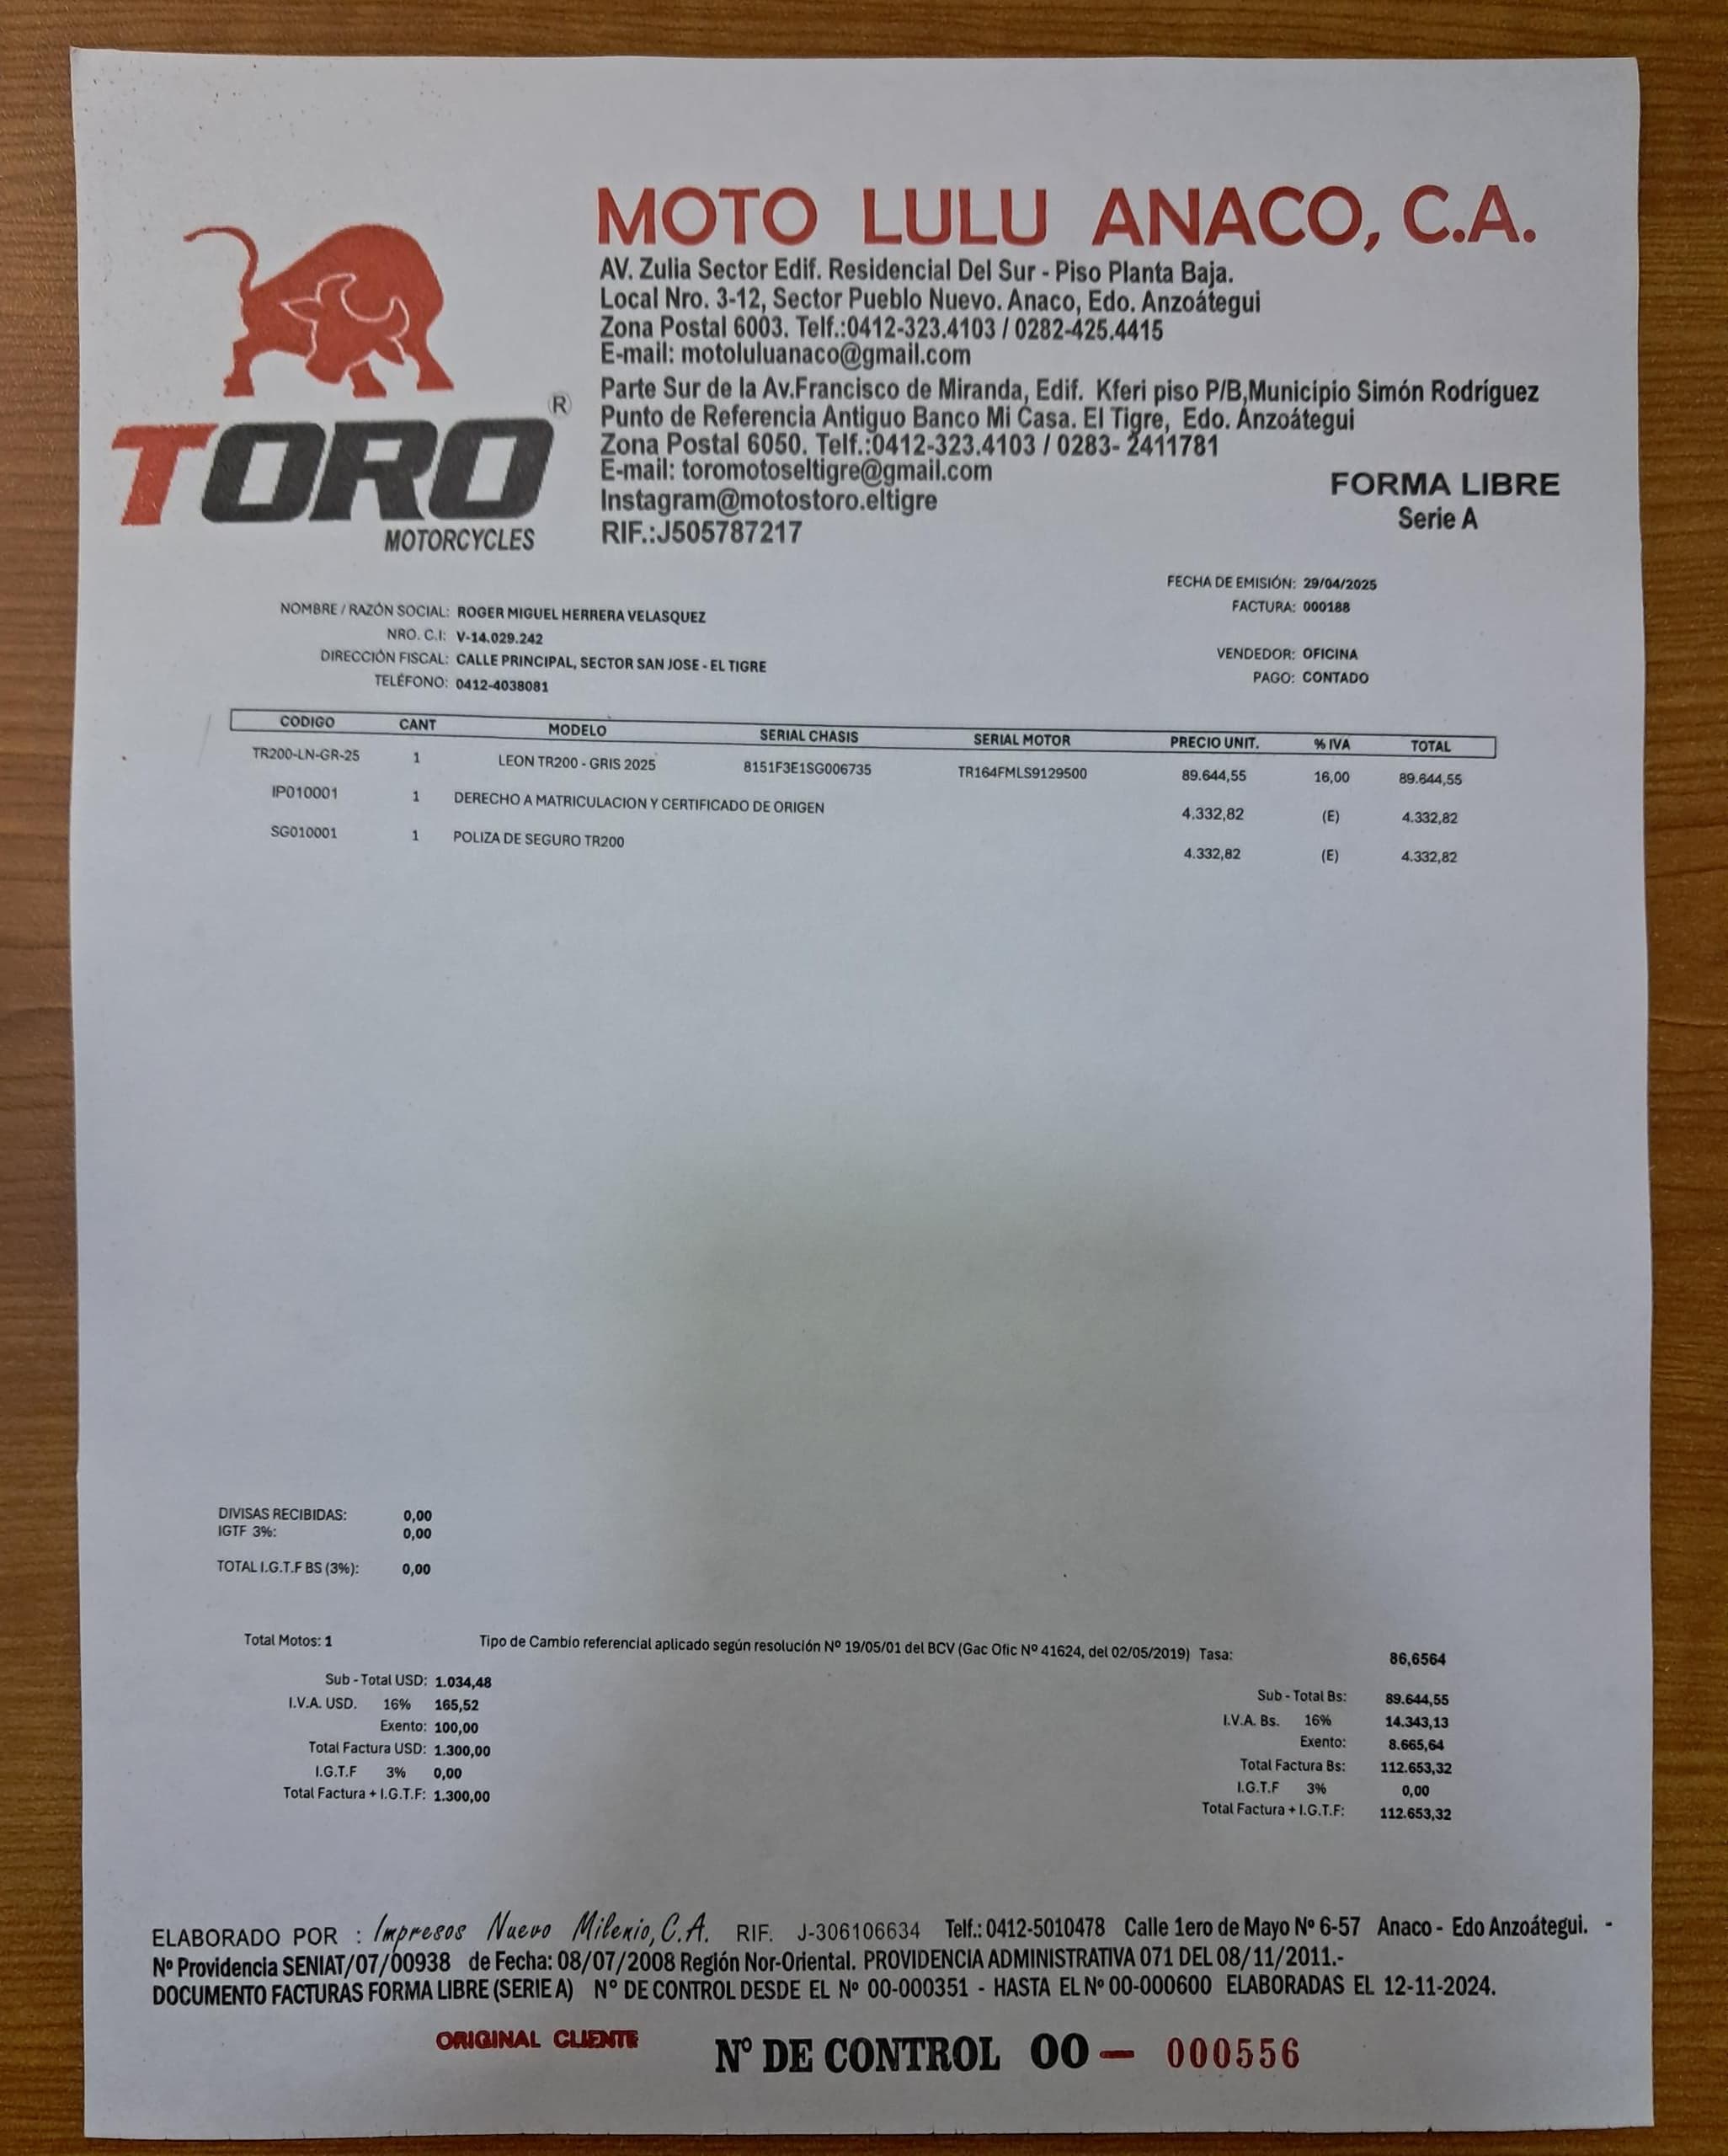 MOTO LULU ANACO, C.A.
AV. Zulia Sector Edif. Residencial Del Sur - Piso Planta Baja.
Local Nro. 3-12, Sector Pueblo Nuevo. Anaco, Edo. Anzoátegui
Zona Postal 6003. Telf.:0412-323.4103 / 0282-425.4415
E-mail: motoluluanaco@gmail.com
Parte Sur de la Av.Francisco de Miranda, Edif. Kferi piso P/B,Municipio Simón Rodríguez
Punto de Referencia Antiguo Banco Mi Casa. El Tigre, Edo. Anzoátegui
Zona Postal 6050. Telf.:0412-323.4103 / 0283- 2411781
E-mail: toromotoseltigre@gmail.com
Instagram@motostoro.eltigre
RIF.:J505787217
TORO ®
MOTORCYCLES
FORMA LIBRE
Serie A
FECHA DE EMISIÓN: 29/04/2025
FACTURA: 000188
NOMBRE / RAZÓN SOCIAL: ROGER MIGUEL HERRERA VELASQUEZ
NRO. C.I: V-14.029.242
DIRECCIÓN FISCAL: CALLE PRINCIPAL, SECTOR SAN JOSE - EL TIGRE
TELÉFONO: 0412-4038081
VENDEDOR: OFICINA
PAGO: CONTADO
CODIGO CANT MODELO SERIAL CHASIS SERIAL MOTOR PRECIO UNIT. % IVA TOTAL
TR200-LN-GR-25 1 LEON TR200 - GRIS 2025 8151F3E1SG006735 TR164FMLS9129500 89.644,55 16,00 89.644,55
IP010001 1 DERECHO A MATRICULACION Y CERTIFICADO DE ORIGEN 4.332,82 (E) 4.332,82
SG010001 1 POLIZA DE SEGURO TR200 4.332,82 (E) 4.332,82
DIVISAS RECIBIDAS: 0,00
IGTF 3%: 0,00
TOTAL I.G.T.F BS (3%): 0,00
Total Motos: 1 Tipo de Cambio referencial aplicado según resolución Nº 19/05/01 del BCV (Gac Ofic Nº 41624, del 02/05/2019) Tasa: 86,6564
Sub - Total USD: 1.034,48
I.V.A. USD. 16% 165,52
Exento: 100,00
Total Factura USD: 1.300,00
I.G.T.F 3% 0,00
Total Factura + I.G.T.F: 1.300,00
Sub - Total Bs: 89.644,55
I.V.A. Bs. 16% 14.343,13
Exento: 8.665,64
Total Factura Bs: 112.653,32
I.G.T.F 3% 0,00
Total Factura + I.G.T.F: 112.653,32
ELABORADO POR : Impresos Nuevo Milenio, C.A. RIF. J-306106634 Telf.: 0412-5010478 Calle 1ero de Mayo Nº 6-57 Anaco - Edo Anzoátegui. -
Nº Providencia SENIAT/07/00938 de Fecha: 08/07/2008 Región Nor-Oriental. PROVIDENCIA ADMINISTRATIVA 071 DEL 08/11/2011.-
DOCUMENTO FACTURAS FORMA LIBRE (SERIE A) N° DE CONTROL DESDE EL Nº 00-000351 - HASTA EL Nº 00-000600 ELABORADAS EL 12-11-2024.
ORIGINAL CLIENTE
N° DE CONTROL 00 – 000556